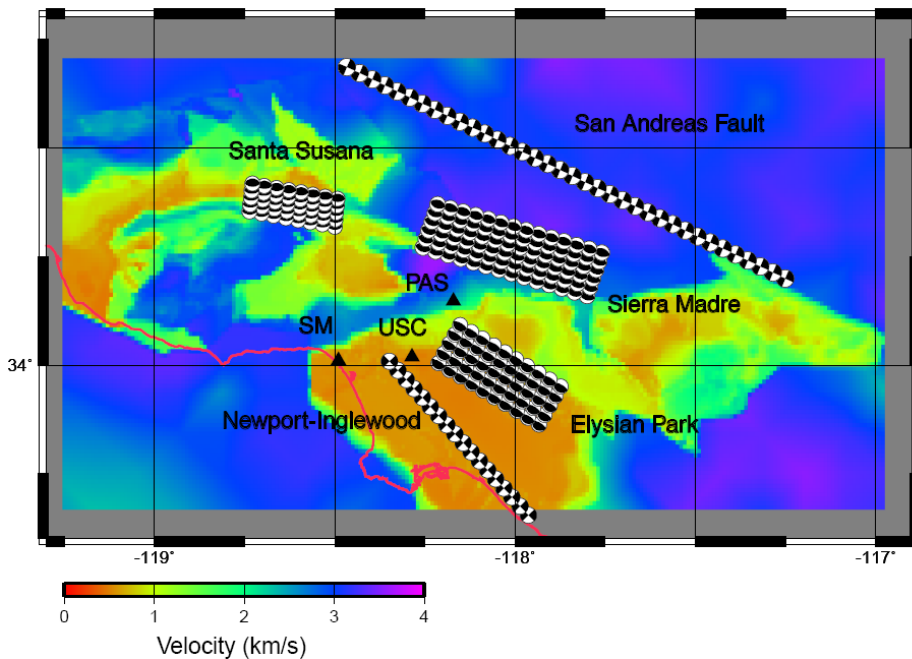 San Andreas Fault
Santa Susana
PAS
Sierra Madre
SM
USC
34°
Newport-Inglewood
Elysian Park
-119°
-118°
-117°
0
1
2
3
4
Velocity (km/s)